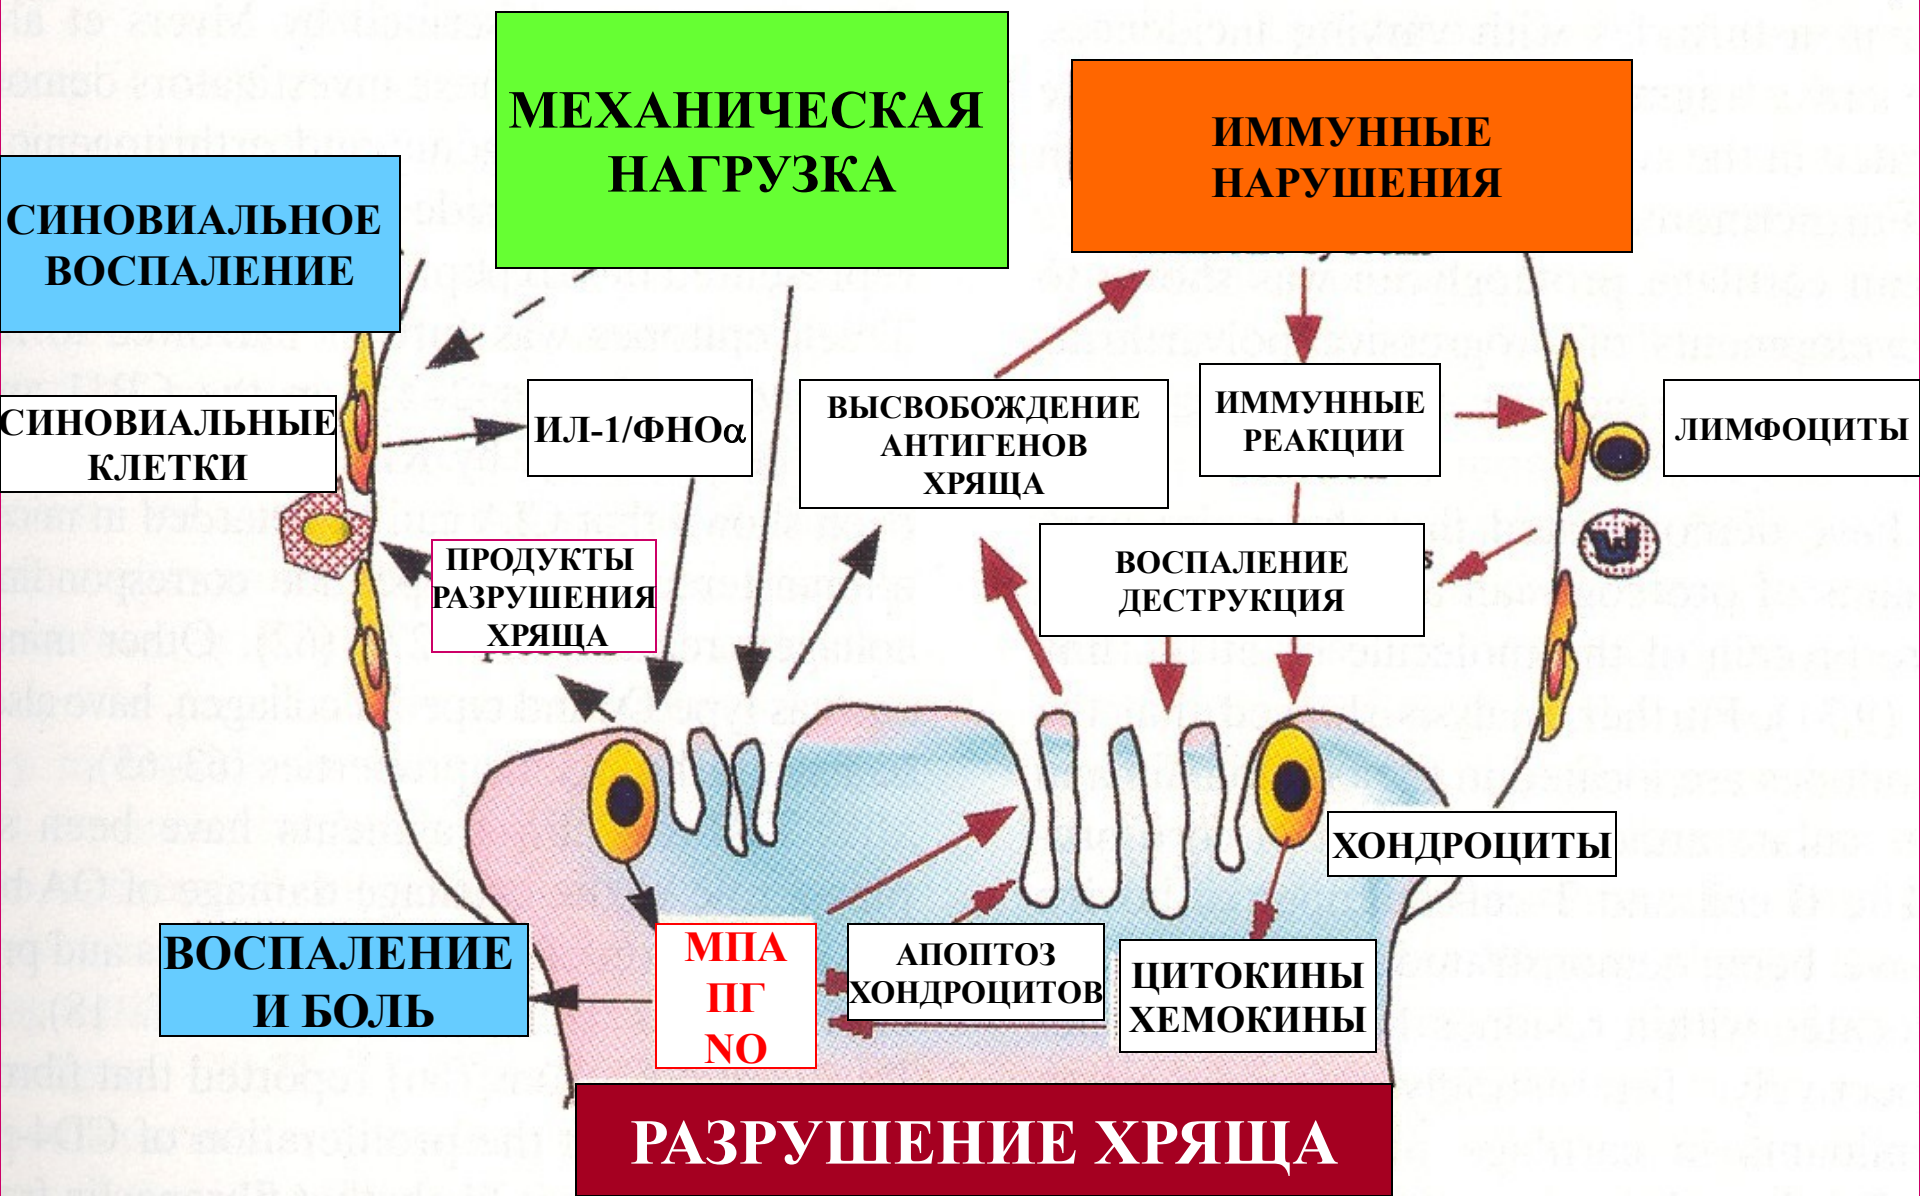 МЕХАНИЧЕСКАЯ
НАГРУЗКА
ИММУННЫЕ
НАРУШЕНИЯ
СИНОВИАЛЬНОЕ
ВОСПАЛЕНИЕ
СИНОВИАЛЬНЫЕ
КЛЕТКИ
ИЛ-1/ФНОα
ВЫСВОБОЖДЕНИЕ
АНТИГЕНОВ
ХРЯЩА
ИММУННЫЕ
РЕАКЦИИ
ЛИМФОЦИТЫ
ПРОДУКТЫ
РАЗРУШЕНИЯ
ХРЯЩА
ВОСПАЛЕНИЕ
ДЕСТРУКЦИЯ
ХОНДРОЦИТЫ
ВОСПАЛЕНИЕ
И БОЛЬ
МПА
ПГ
NO
АПОПТОЗ
ХОНДРОЦИТОВ
ЦИТОКИНЫ
ХЕМОКИНЫ
РАЗРУШЕНИЕ ХРЯЩА